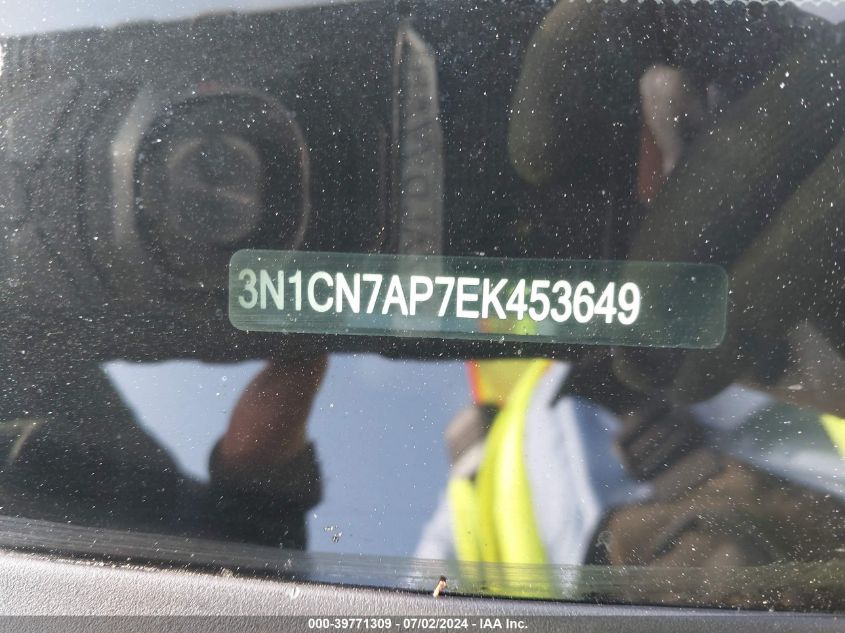 3N1CN7AP7EK453649
000-39771309 | 07/02/2024 - IAA Inc.